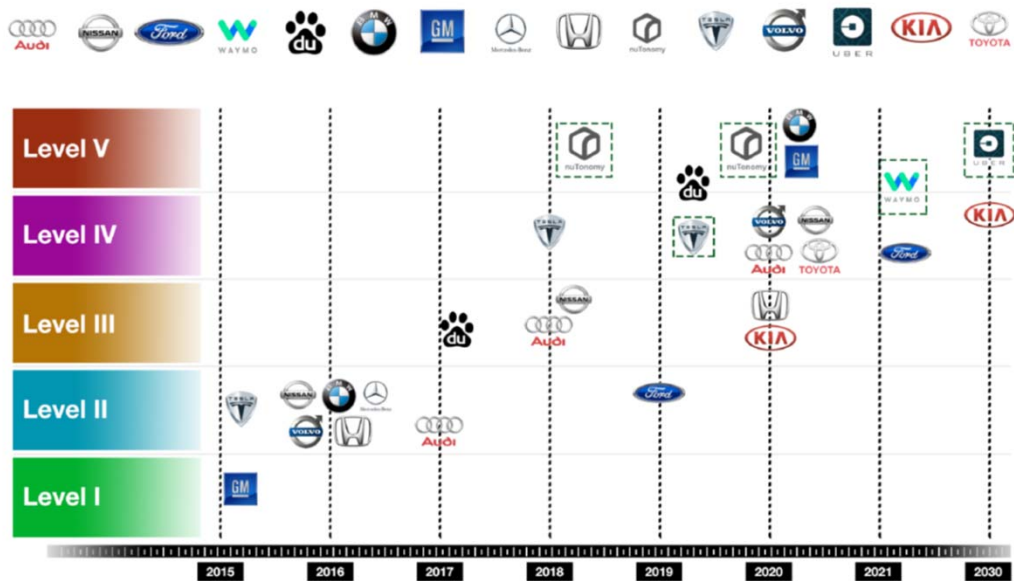 Audi
NISSAN
Ford
WAYMO
du
BMW
GM
Mercedes-Benz
nuTonomy
TESLA
VOLVO
UBER
KIA
TOYOTA
Level V
nuTonomy
nuTonomy
BMW
GM
UBER
du
WAYMO
Level IV
TESLA
TESLA
VOLVO
NISSAN
Audi
TOYOTA
KIA
Ford
Level III
du
NISSAN
Audi
KIA
Level II
TESLA
NISSAN
BMW
Mercedes-Benz
VOLVO
Audi
Ford
Level I
GM
2015
2016
2017
2018
2019
2020
2021
2030